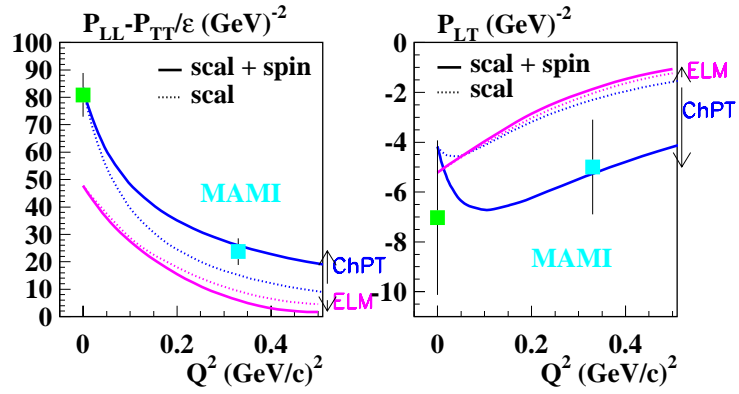 P_LL-P_TT/ε (GeV)^-2
100
90
80
70
60
50
40
30
20
10
0
scal + spin
scal
MAMI
ChPT
ELM
0
0.2
0.4
Q^2 (GeV/c)^2
P_LT (GeV)^-2
0
-2
-4
-6
-8
-10
scal + spin
scal
ELM
ChPT
MAMI
0
0.2
0.4
Q^2 (GeV/c)^2